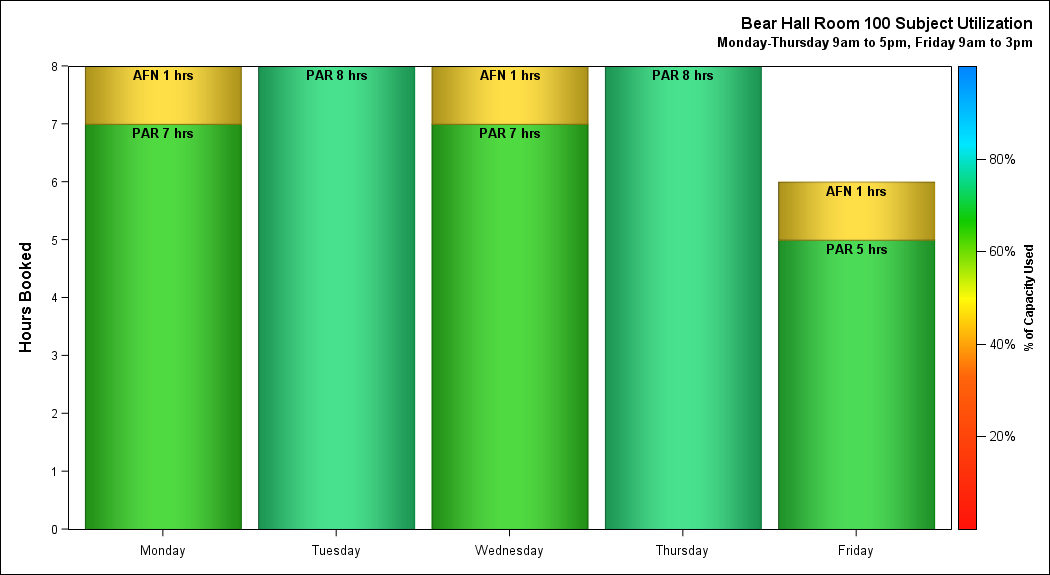 Bear Hall Room 100 Subject Utilization
Monday-Thursday 9am to 5pm, Friday 9am to 3pm
Hours Booked
8
7
6
5
4
3
2
1
0
AFN 1 hrs
PAR 7 hrs
PAR 8 hrs
AFN 1 hrs
PAR 7 hrs
PAR 8 hrs
AFN 1 hrs
PAR 5 hrs
Monday
Tuesday
Wednesday
Thursday
Friday
80%
60%
40%
20%
% of Capacity Used